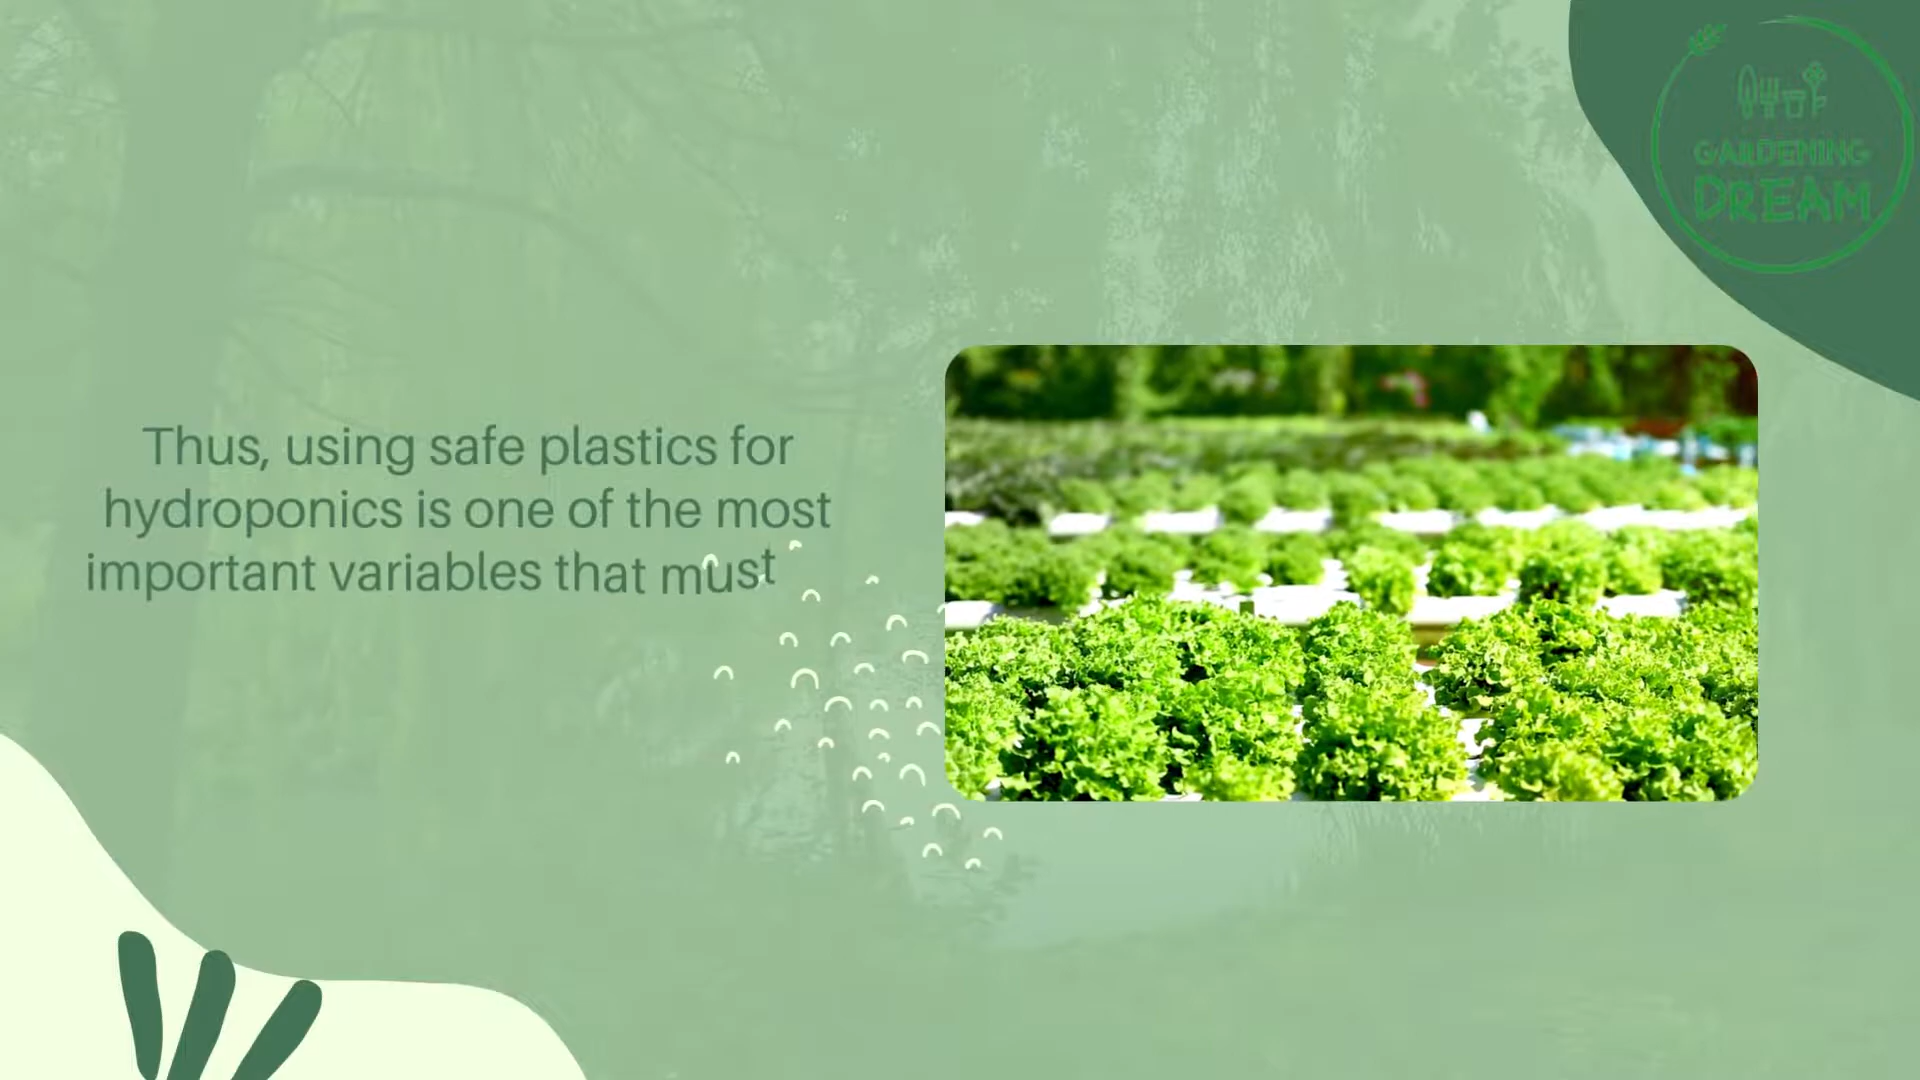 GARDENING
DREAM
Thus, using safe plastics for
hydroponics is one of the most
important variables that must